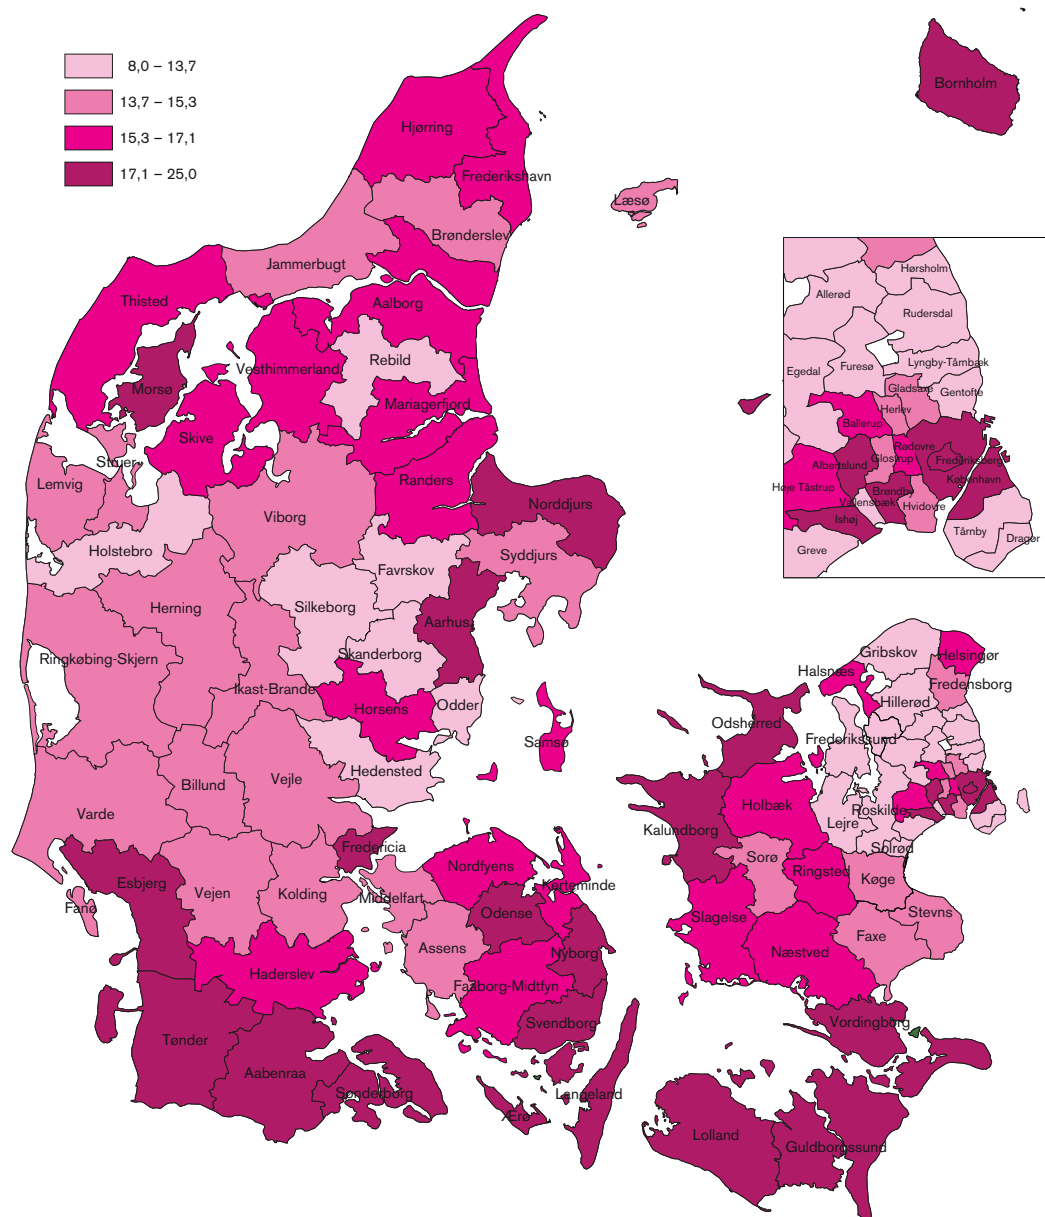 8,0 – 13,7
13,7 – 15,3
15,3 – 17,1
17,1 – 25,0
Bornholm
Hjørring
Frederikshavn
Læsø
Brønderslev
Jammerbugt
Thisted
Aalborg
Rebild
Vesthimmerland
Morsø
Mariagerfjord
Skive
Struer
Lemvig
Randers
Norddjurs
Viborg
Holstebro
Syddjurs
Favrskov
Herning
Silkeborg
Aarhus
Skanderborg
Ringkøbing-Skjern
Ikast-Brande
Horsens
Odder
Samsø
Hedensted
Vejle
Billund
Varde
Fredericia
Esbjerg
Vejen
Kolding
Middelfart
Fanø
Nordfyens
Kerteminde
Odense
Assens
Nyborg
Haderslev
Faaborg-Midtfyn
Svendborg
Tønder
Aabenraa
Sønderborg
Langeland
Ærø
Hørsholm
Allerød
Rudersdal
Lyngby-Tårnbæk
Egedal
Furesø
Gladsaxe
Gentofte
Herlev
Ballerup
Rødovre
Glostrup
Albertslund
Frederiksberg
København
Høje Tåstrup
Brøndby
Vallensbæk
Hvidovre
Ishøj
Tårnby
Dragør
Greve
Gribskov
Helsingør
Halsnæs
Fredensborg
Hillerød
Odsherred
Frederikssund
Holbæk
Roskilde
Kalundborg
Lejre
Solrød
Sorø
Ringsted
Køge
Slagelse
Stevns
Faxe
Næstved
Vordingborg
Lolland
Guldborgssund